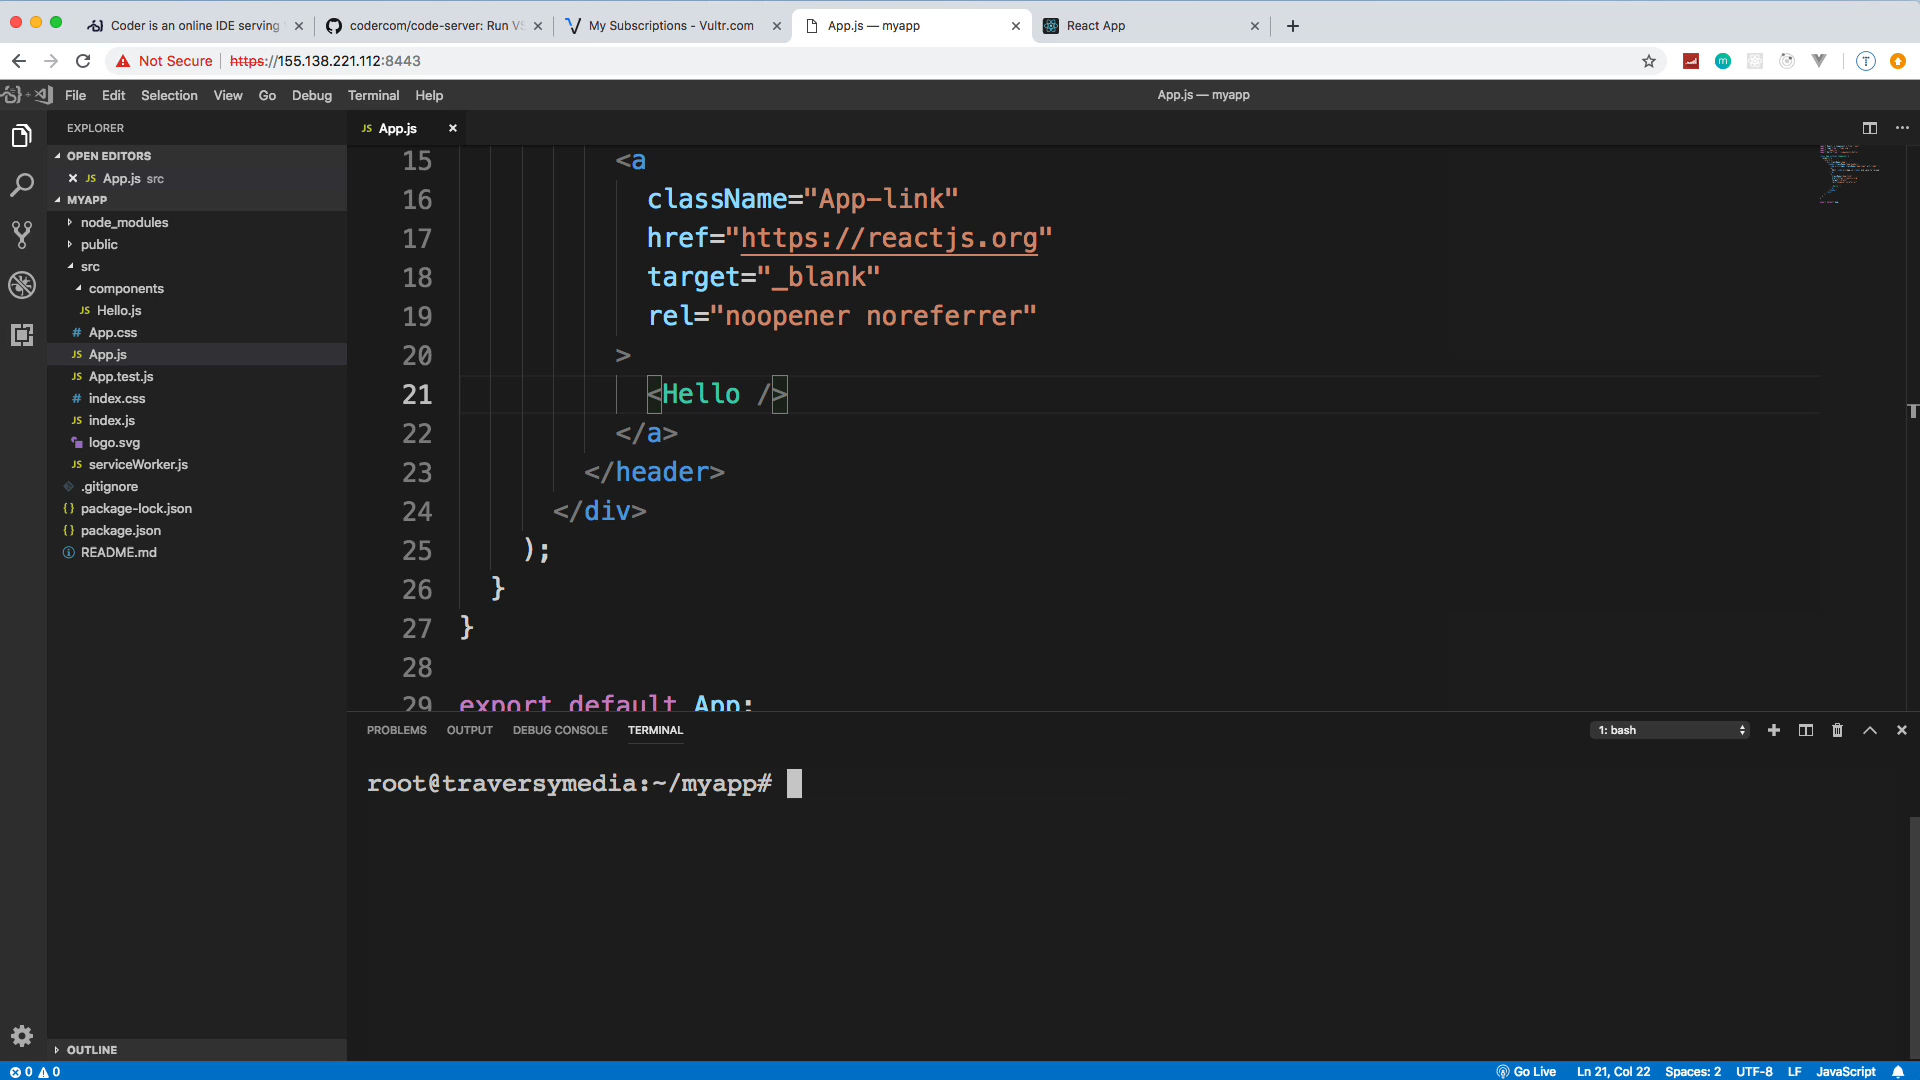 Coder is an online IDE serving
codercom/code-server: Run VS
My Subscriptions - Vultr.com
App.js — myapp
React App
Not Secure
https://155.138.221.112:8443
File Edit Selection View Go Debug Terminal Help
App.js — myapp
EXPLORER
OPEN EDITORS
JS App.js src
MYAPP
node_modules
public
src
components
JS Hello.js
# App.css
JS App.js
JS App.test.js
# index.css
JS index.js
logo.svg
JS serviceWorker.js
.gitignore
{} package-lock.json
{} package.json
README.md
OUTLINE
JS App.js
15 <a
16 className="App-link"
17 href="https://reactjs.org"
18 target="_blank"
19 rel="noopener noreferrer"
20 >
21 <Hello />
22 </a>
23 </header>
24 </div>
25 );
26 }
27 }
28
29 export default App;
PROBLEMS OUTPUT DEBUG CONSOLE TERMINAL
1: bash
root@traversymedia:~/myapp#
0 0
Go Live Ln 21, Col 22 Spaces: 2 UTF-8 LF JavaScript